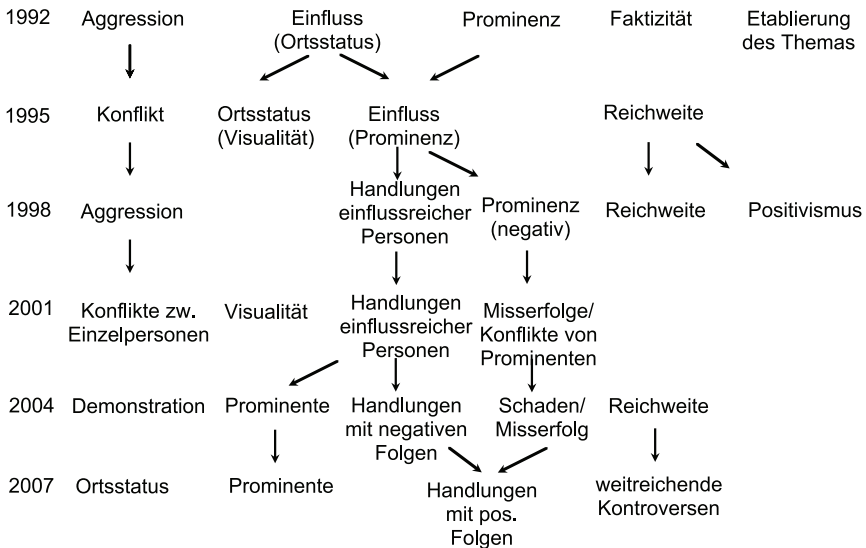 1992 Aggression Einfluss Prominenz Faktizität Etablierung
(Ortsstatus) des Themas
1995 Konflikt Ortsstatus Einfluss Reichweite
(Visualität) (Prominenz)
Handlungen
1998 Aggression einflussreicher Prominenz Reichweite Positivismus
Personen (negativ)
2001 Konflikte zw. Visualität Handlungen Misserfolge/
Einzelpersonen einflussreicher Konflikte von
Personen Prominenten
2004 Demonstration Prominente Handlungen Schaden/ Reichweite
mit negativen Misserfolg
Folgen
2007 Ortsstatus Prominente Handlungen weitreichende
mit pos. Kontroversen
Folgen